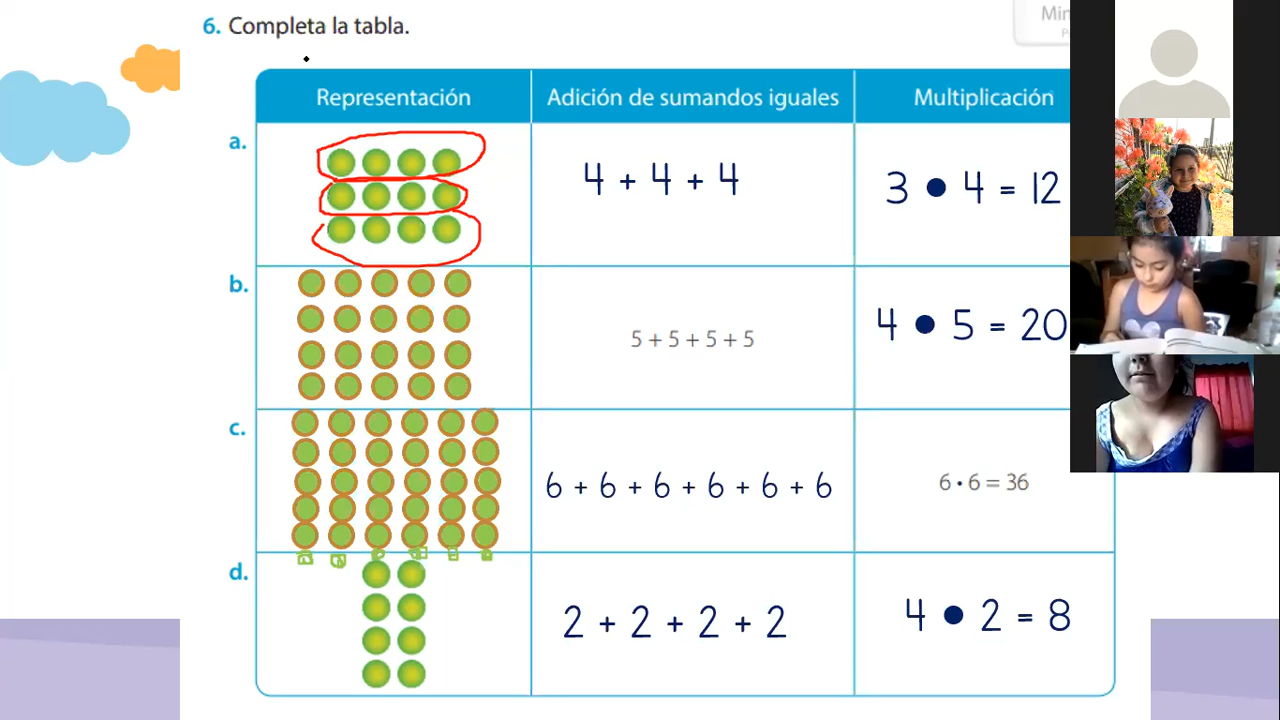 6. Completa la tabla.
Representación Adición de sumandos iguales Multiplicación
a. 4 + 4 + 4 3 • 4 = 12
b. 5 + 5 + 5 + 5 4 • 5 = 20
c. 6 + 6 + 6 + 6 + 6 + 6 6 • 6 = 36
d. 2 + 2 + 2 + 2 4 • 2 = 8